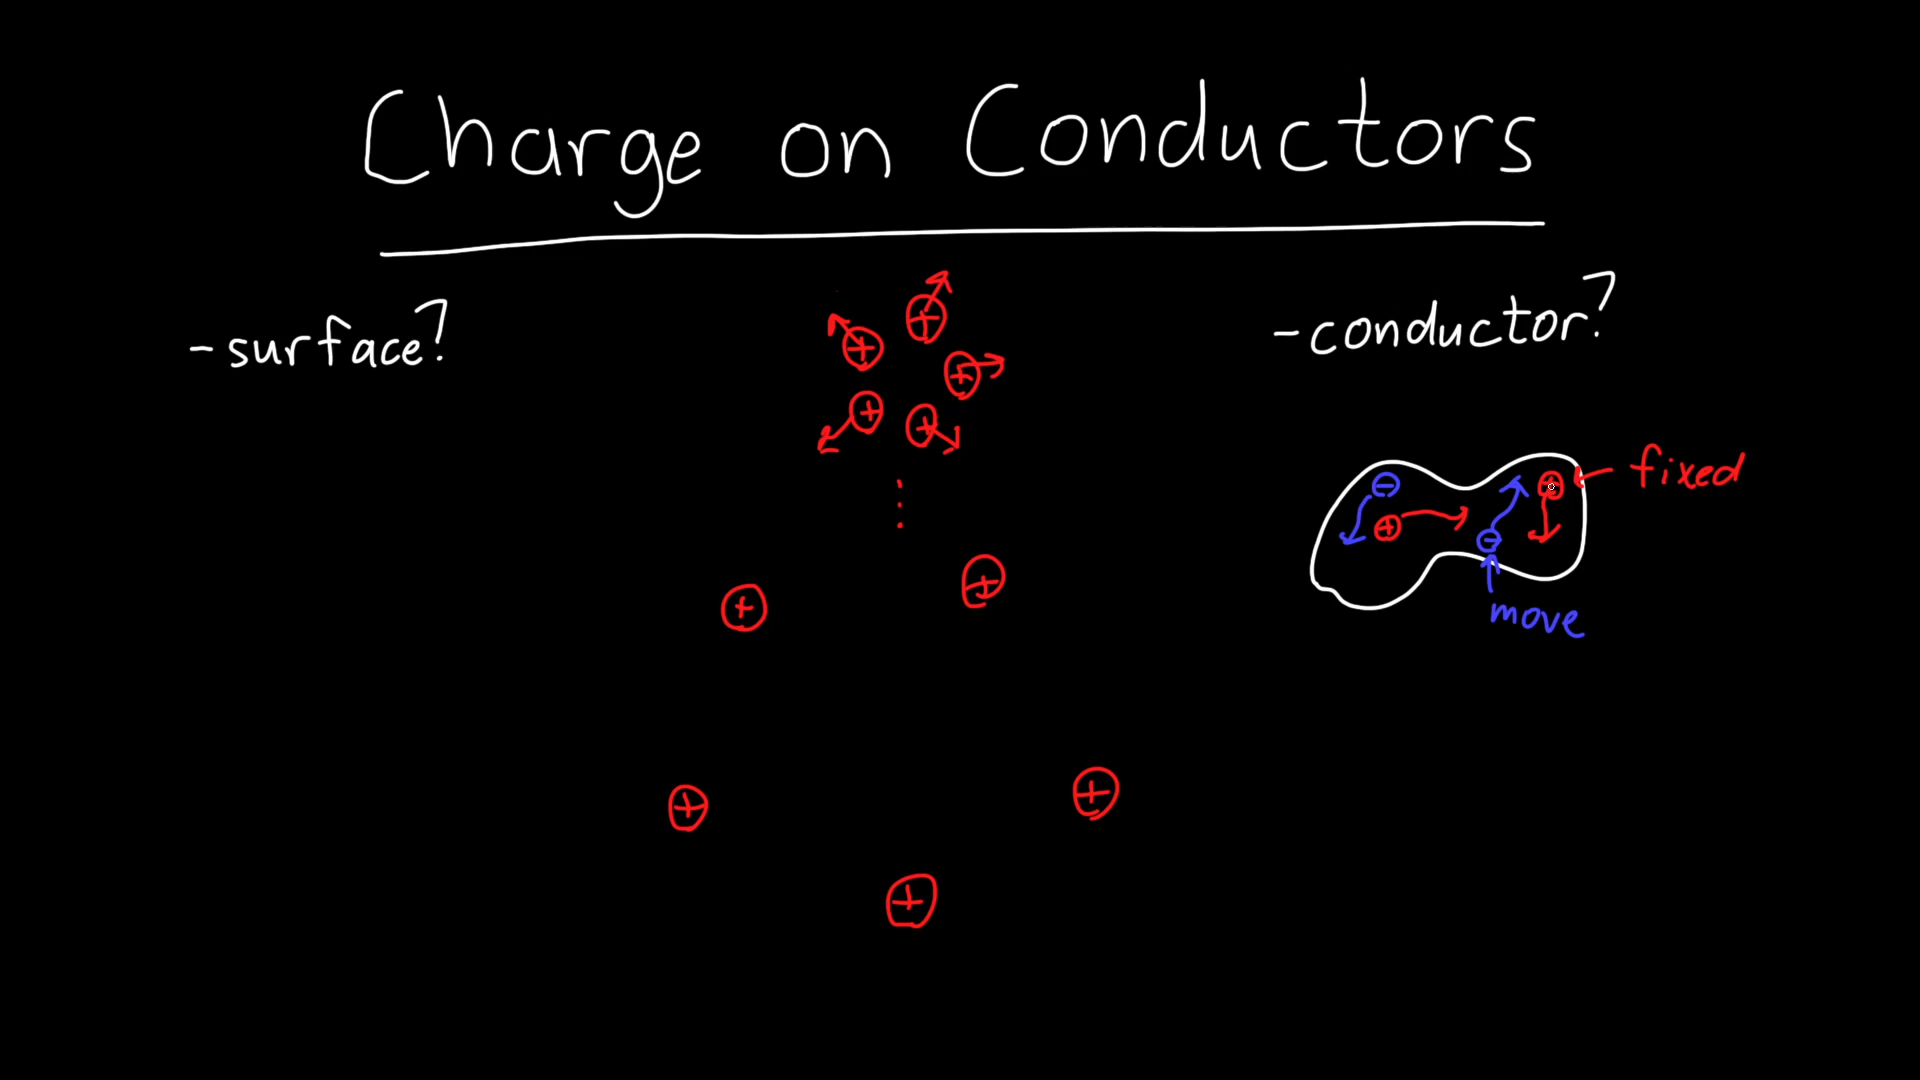 Charge on Conductors
-surface?
-conductor?
fixed
move